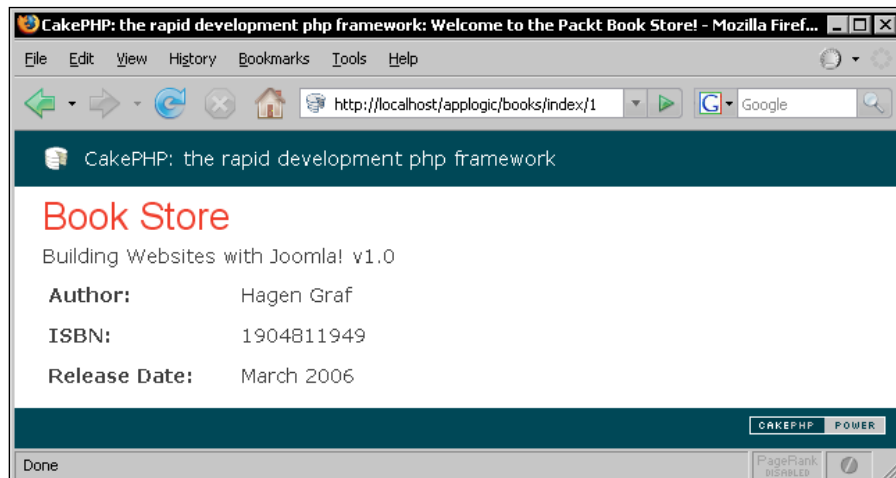 CakePHP: the rapid development php framework: Welcome to the Packt Book Store! - Mozilla Firef...
File Edit View History Bookmarks Tools Help
http://localhost/applogic/books/index/1 G Google
CakePHP: the rapid development php framework
Book Store
Building Websites with Joomla! v1.0
Author: Hagen Graf
ISBN: 1904811949
Release Date: March 2006
CAKEPHP POWER
Done PageRank
DISABLED